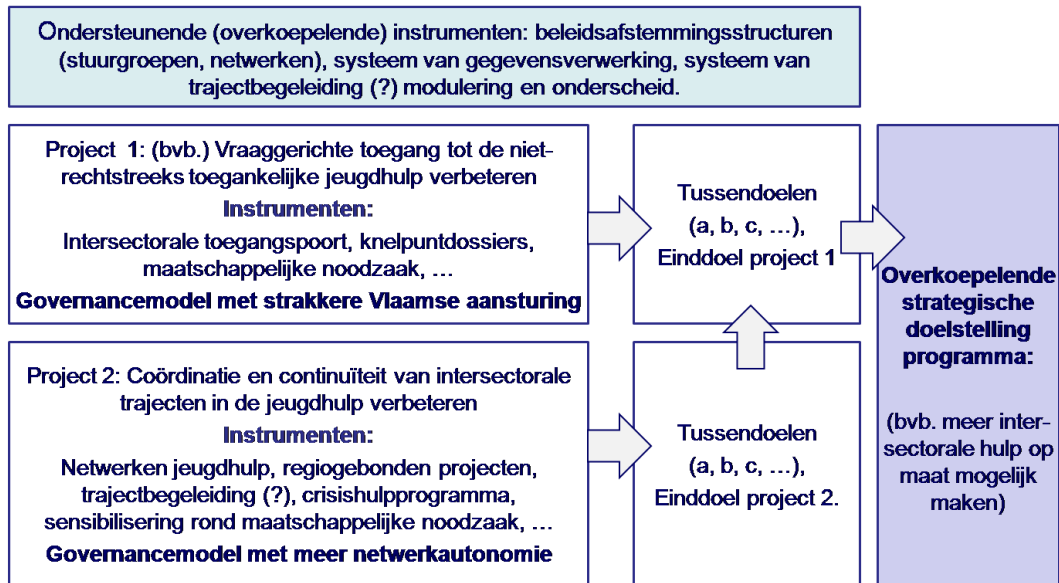 Ondersteunende (overkoepelende) instrumenten: beleidsafstemmingsstructuren
(stuurgroepen, netwerken), systeem van gegevensverwerking, systeem van
trajectbegeleiding (?) modulering en onderscheid.
Project 1: (bvb.) Vraaggerichte toegang tot de niet-
rechtstreeks toegankelijke jeugdhulp verbeteren
Instrumenten:
Intersectorale toegangspoort, knelpuntdossiers,
maatschappelijke noodzaak, …
Governancemodel met strakkere Vlaamse aansturing
Tussendoelen
(a, b, c, …),
Einddoel project 1
Project 2: Coördinatie en continuïteit van intersectorale
trajecten in de jeugdhulp verbeteren
Instrumenten:
Netwerken jeugdhulp, regiogebonden projecten,
trajectbegeleiding (?), crisishulpprogramma,
sensibilisering rond maatschappelijke noodzaak, …
Governancemodel met meer netwerkautonomie
Tussendoelen
(a, b, c, …),
Einddoel project 2.
Overkoepelende
strategische
doelstelling
programma:
(bvb. meer inter-
sectorale hulp op
maat mogelijk
maken)